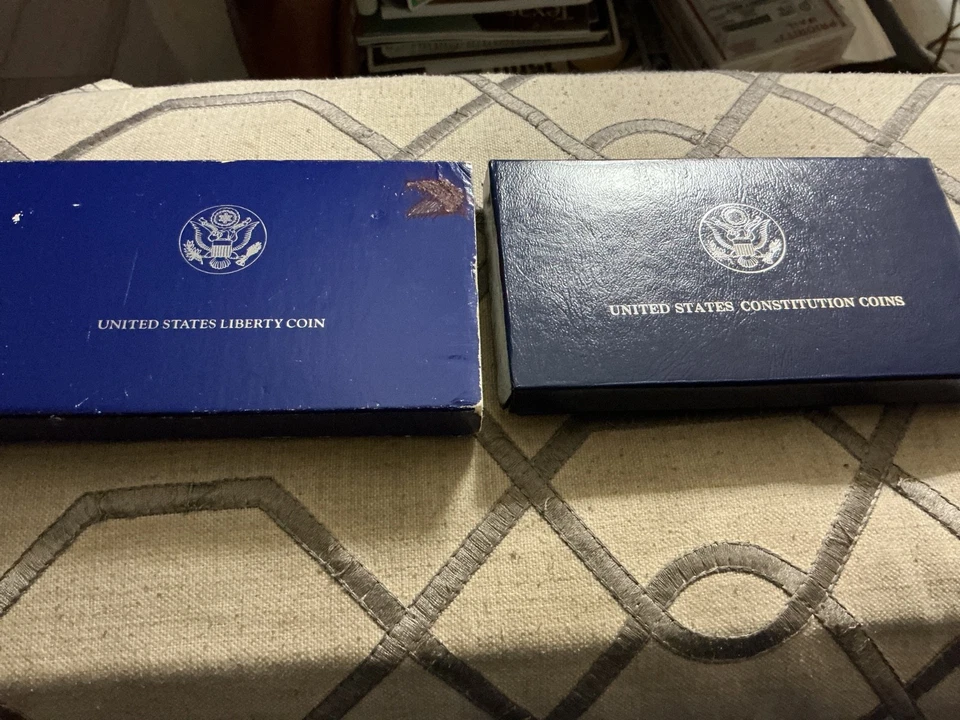 UNITED STATES LIBERTY COIN
UNITED STATES CONSTITUTION COINS